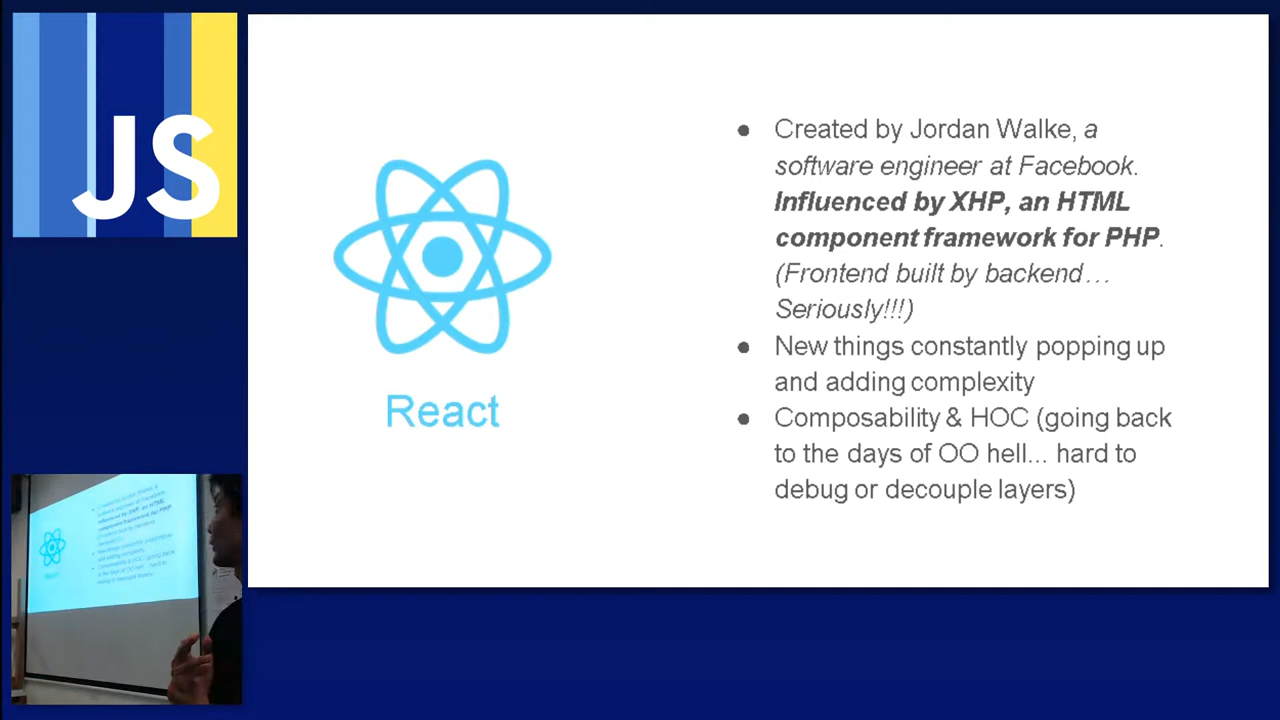 JS
React
● Created by Jordan Walke, a
software engineer at Facebook.
Influenced by XHP, an HTML
component framework for PHP.
(Frontend built by backend…
Seriously!!!)
● New things constantly popping up
and adding complexity
● Composability & HOC (going back
to the days of OO hell... hard to
debug or decouple layers)